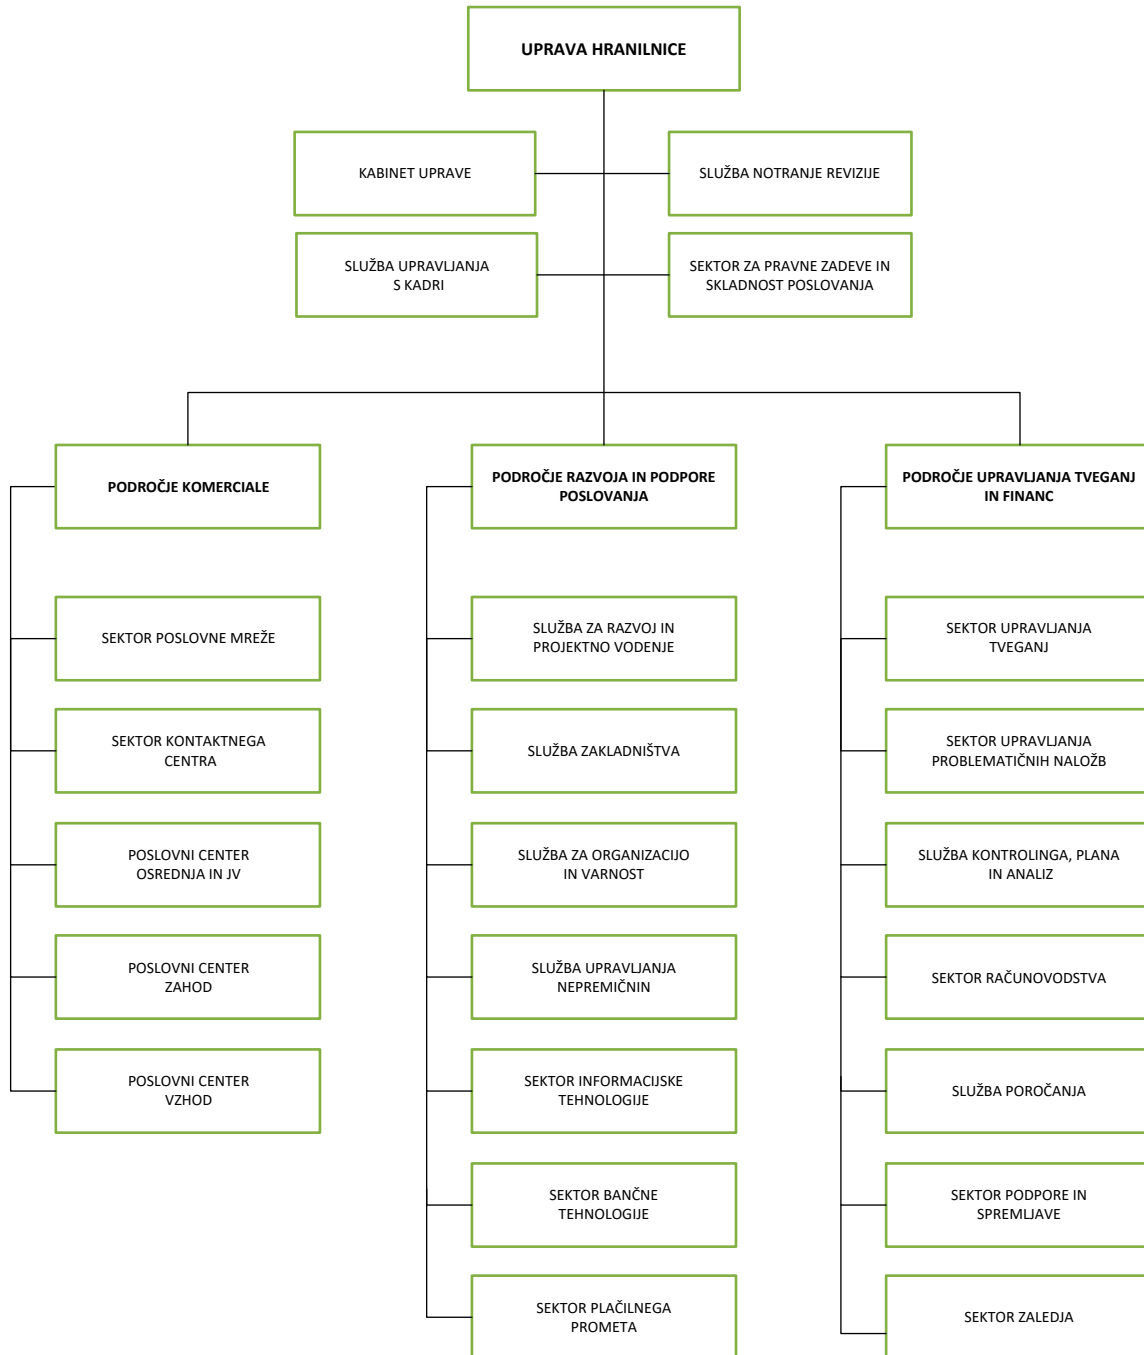 UPRAVA HRANILNICE
KABINET UPRAVE
SLUŽBA NOTRANJE REVIZIJE
SLUŽBA UPRAVLJANJA
S KADRI
SEKTOR ZA PRAVNE ZADEVE IN
SKLADNOST POSLOVANJA
PODROČJE KOMERCIALE
SEKTOR POSLOVNE MREŽE
SEKTOR KONTAKTNEGA
CENTRA
POSLOVNI CENTER
OSREDNJA IN JV
POSLOVNI CENTER
ZAHOD
POSLOVNI CENTER
VZHOD
PODROČJE RAZVOJA IN PODPORE
POSLOVANJA
SLUŽBA ZA RAZVOJ IN
PROJEKTNO VODENJE
SLUŽBA ZAKLADNIŠTVA
SLUŽBA ZA ORGANIZACIJO
IN VARNOST
SLUŽBA UPRAVLJANJA
NEPREMIČNIN
SEKTOR INFORMACIJSKE
TEHNOLOGIJE
SEKTOR BANČNE
TEHNOLOGIJE
SEKTOR PLAČILNEGA
PROMETA
PODROČJE UPRAVLJANJA TVEGANJ
IN FINANC
SEKTOR UPRAVLJANJA
TVEGANJ
SEKTOR UPRAVLJANJA
PROBLEMATIČNIH NALOŽB
SLUŽBA KONTROLINGA, PLANA
IN ANALIZ
SEKTOR RAČUNOVODSTVA
SLUŽBA POROČANJA
SEKTOR PODPORE IN
SPREMLJAVE
SEKTOR ZALEDJA